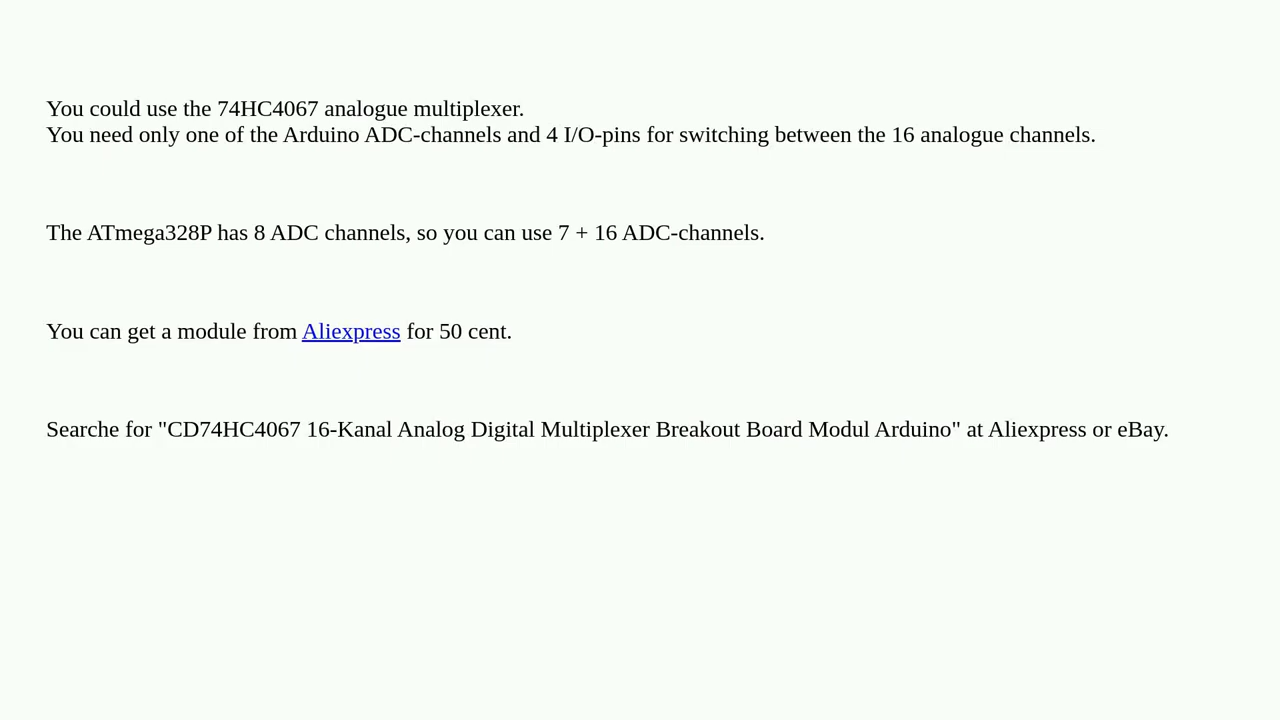 You could use the 74HC4067 analogue multiplexer.
You need only one of the Arduino ADC-channels and 4 I/O-pins for switching between the 16 analogue channels.
The ATmega328P has 8 ADC channels, so you can use 7 + 16 ADC-channels.
You can get a module from Aliexpress for 50 cent.
Searche for "CD74HC4067 16-Kanal Analog Digital Multiplexer Breakout Board Modul Arduino" at Aliexpress or eBay.